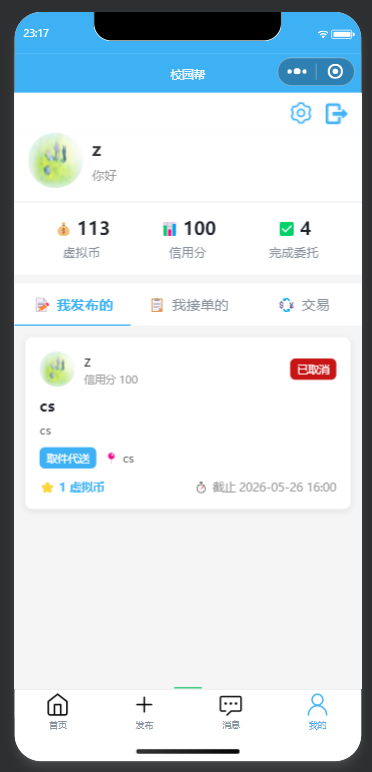 23:17
校园帮
z
你好
113 100 4
虚拟币 信用分 完成委托
我发布的 我接单的 交易
z
信用分 100
已取消
cs
cs
取件代送 cs
1 虚拟币 截止 2026-05-26 16:00
首页 发布 消息 我的